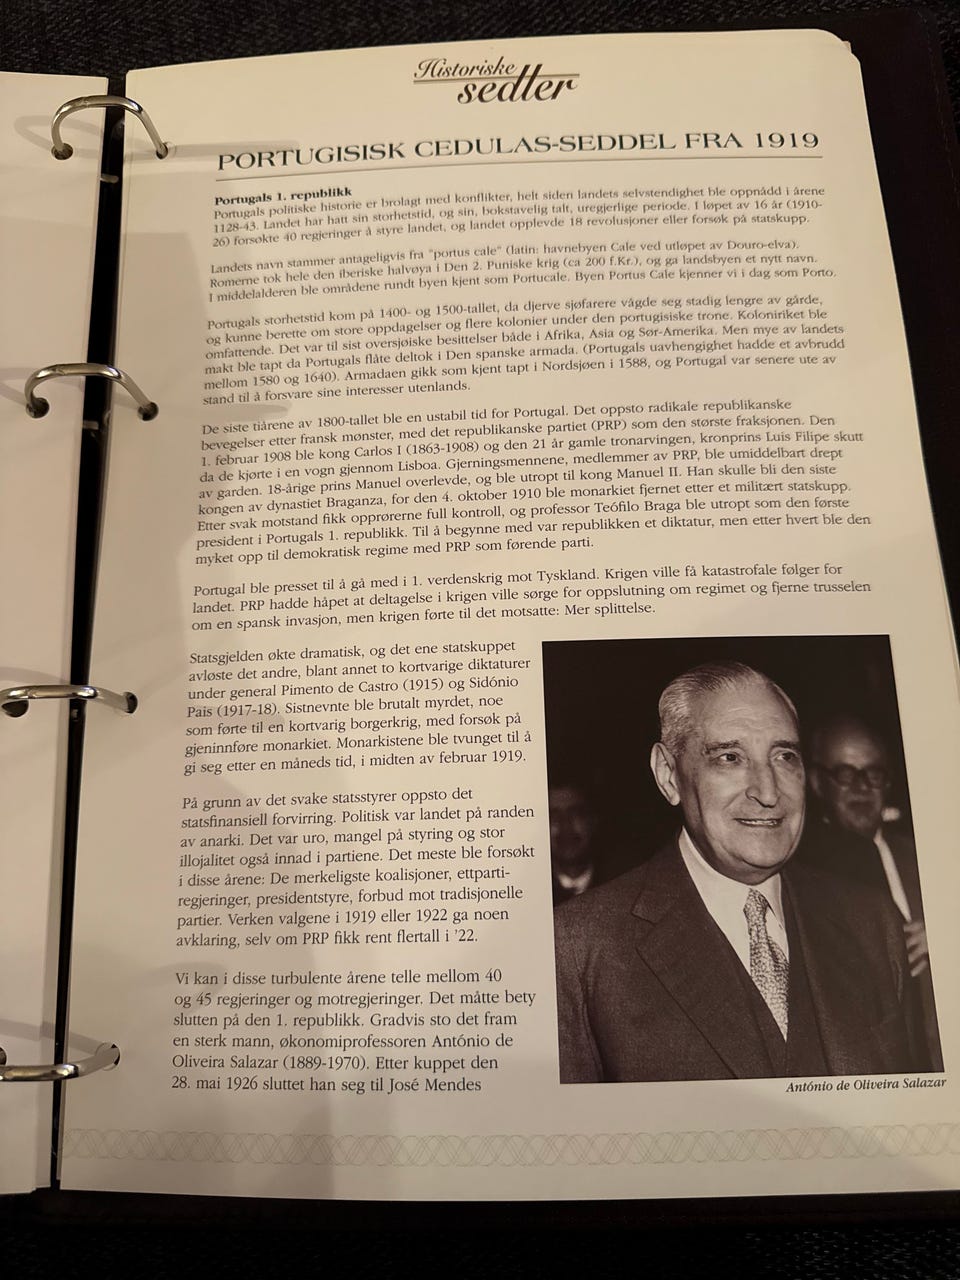 Historiske
sedler
PORTUGISISK CEDULAS-SEDDEL FRA 1919
Portugals 1. republikk
Portugals politiske historie er brolagt med konflikter, helt siden landets selvstendighet ble oppnådd i årene
1128-43. Landet har hatt sin storhetstid, og sin, bokstavelig talt, uregjerlige periode. I løpet av 16 år (1910-
26) forsøkte 40 regjeringer å styre landet, og landet opplevde 18 revolusjoner eller forsøk på statskupp.
Landets navn stammer antageligvis fra "portus cale" (latin: havnebyen Cale ved utløpet av Douro-elva).
Romerne tok hele den iberiske halvøya i Den 2. Puniske krig (ca 200 f.Kr.), og ga landsbyen et nytt navn.
I middelalderen ble områdene rundt byen kjent som Portucale. Byen Portus Cale kjenner vi i dag som Porto.
Portugals storhetstid kom på 1400- og 1500-tallet, da djerve sjøfarere vågde seg stadig lengre av gårde,
og kunne berette om store oppdagelser og flere kolonier under den portugisiske trone. Koloniriket ble
omfattende. Det var til sist oversjøiske besittelser både i Afrika, Asia og Sør-Amerika. Men mye av landets
makt ble tapt da Portugals flåte deltok i Den spanske armada. (Portugals uavhengighet hadde et avbrudd
mellom 1580 og 1640). Armadaen gikk som kjent tapt i Nordsjøen i 1588, og Portugal var senere ute av
stand til å forsvare sine interesser utenlands.
De siste tiårene av 1800-tallet ble en ustabil tid for Portugal. Det oppsto radikale republikanske
bevegelser etter fransk mønster, med det republikanske partiet (PRP) som den største fraksjonen. Den
1. februar 1908 ble kong Carlos I (1863-1908) og den 21 år gamle tronarvingen, kronprins Luis Filipe skutt
da de kjørte i en vogn gjennom Lisboa. Gjerningsmennene, medlemmer av PRP, ble umiddelbart drept
av garden. 18-årige prins Manuel overlevde, og ble utropt til kong Manuel II. Han skulle bli den siste
kongen av dynastiet Braganza, for den 4. oktober 1910 ble monarkiet fjernet etter et militært statskupp.
Etter svak motstand fikk opprørerne full kontroll, og professor Teófilo Braga ble utropt som den første
president i Portugals 1. republikk. Til å begynne med var republikken et diktatur, men etter hvert ble den
myket opp til demokratisk regime med PRP som førende parti.
Portugal ble presset til å gå med i 1. verdenskrig mot Tyskland. Krigen ville få katastrofale følger for
landet. PRP hadde håpet at deltagelse i krigen ville sørge for oppslutning om regimet og fjerne trusselen
om en spansk invasjon, men krigen førte til det motsatte: Mer splittelse.
Statsgjelden økte dramatisk, og det ene statskuppet
avløste det andre, blant annet to kortvarige diktaturer
under general Pimento de Castro (1915) og Sidónio
Pais (1917-18). Sistnevnte ble brutalt myrdet, noe
som førte til en kortvarig borgerkrig, med forsøk på
gjeninnføre monarkiet. Monarkistene ble tvunget til å
gi seg etter en måneds tid, i midten av februar 1919.
På grunn av det svake statsstyrer oppsto det
statsfinansiell forvirring. Politisk var landet på randen
av anarki. Det var uro, mangel på styring og stor
illojalitet også innad i partiene. Det meste ble forsøkt
i disse årene: De merkeligste koalisjoner, ettparti-
regjeringer, presidentstyre, forbud mot tradisjonelle
partier. Verken valgene i 1919 eller 1922 ga noen
avklaring, selv om PRP fikk rent flertall i '22.
Vi kan i disse turbulente årene telle mellom 40
og 45 regjeringer og motregjeringer. Det måtte bety
slutten på den 1. republikk. Gradvis sto det fram
en sterk mann, økonomiprofessoren António de
Oliveira Salazar (1889-1970). Etter kuppet den
28. mai 1926 sluttet han seg til José Mendes
António de Oliveira Salazar